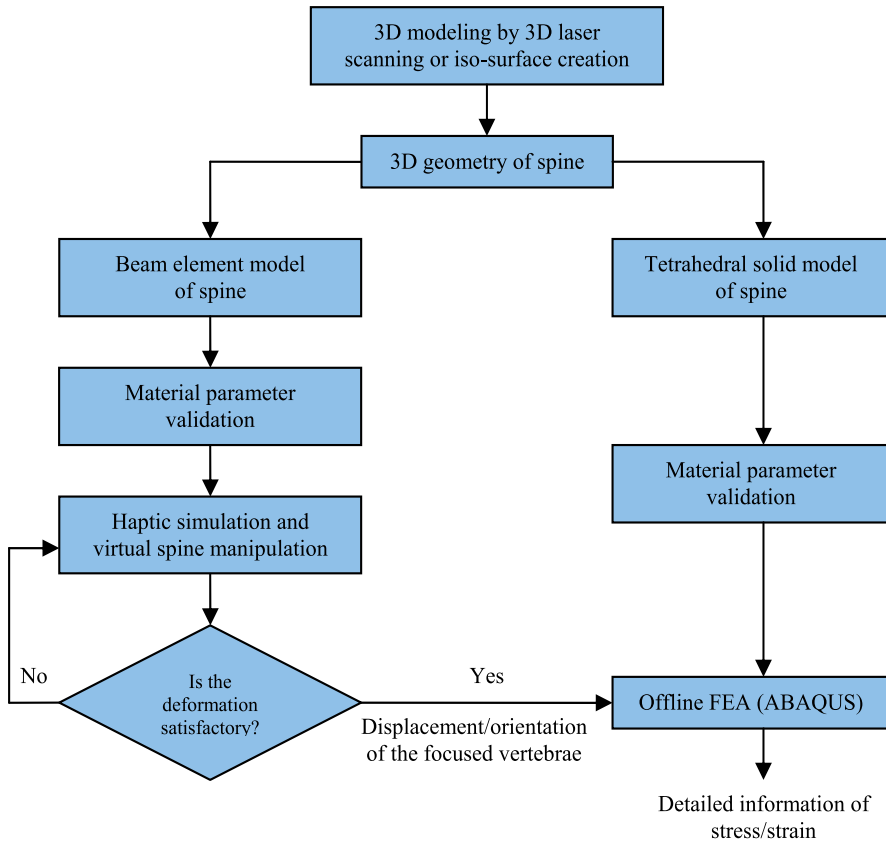 3D modeling by 3D laser
scanning or iso-surface creation
3D geometry of spine
Beam element model
of spine
Tetrahedral solid model
of spine
Material parameter
validation
Material parameter
validation
Haptic simulation and
virtual spine manipulation
No
Is the
deformation
satisfactory?
Yes
Displacement/orientation
of the focused vertebrae
Offline FEA (ABAQUS)
Detailed information of
stress/strain